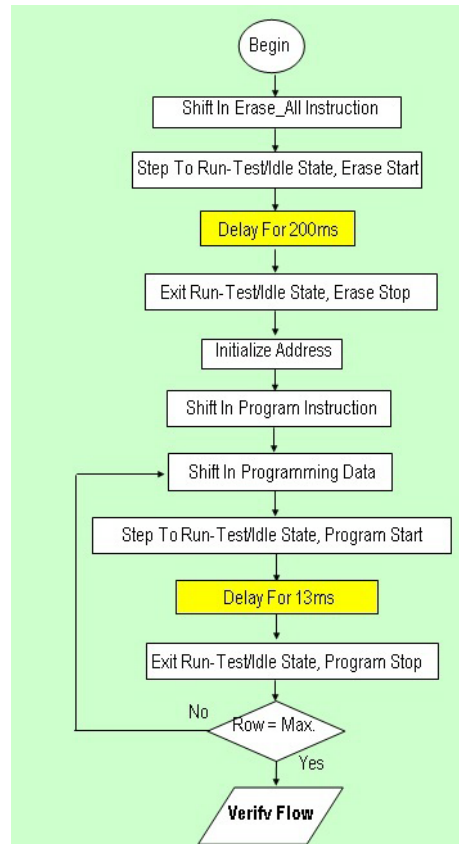 Begin
Shift In Erase_All Instruction
Step To Run-Test/Idle State, Erase Start
Delay For 200ms
Exit Run-Test/Idle State, Erase Stop
Initialize Address
Shift In Program Instruction
Shift In Programming Data
Step To Run-Test/Idle State, Program Start
Delay For 13ms
Exit Run-Test/Idle State, Program Stop
No
Row = Max.
Yes
Verify Flow